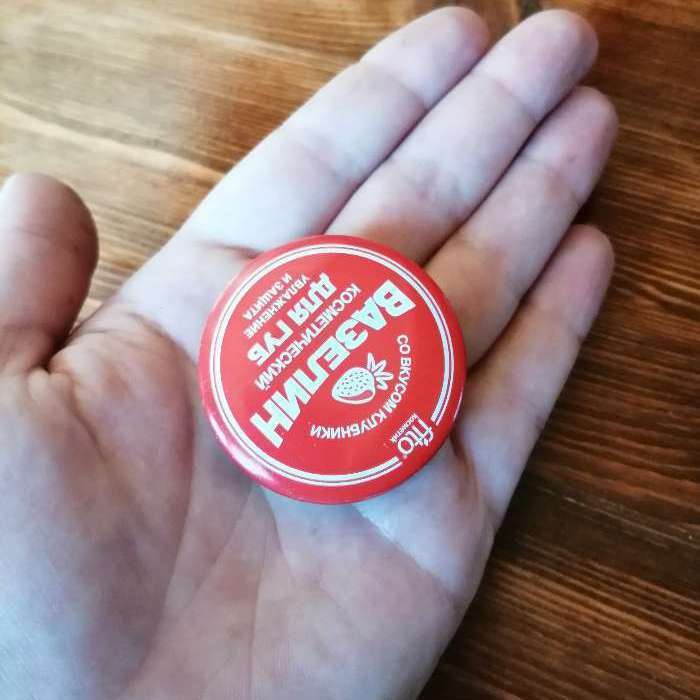 СО ВКУСОМ КЛУБНИКИ
ВАЗЕЛИН
КОСМЕТИЧЕСКИЙ
ДЛЯ ГУБ
УВЛАЖНЕНИЕ
И ЗАЩИТА
fito
КОСМЕТИК